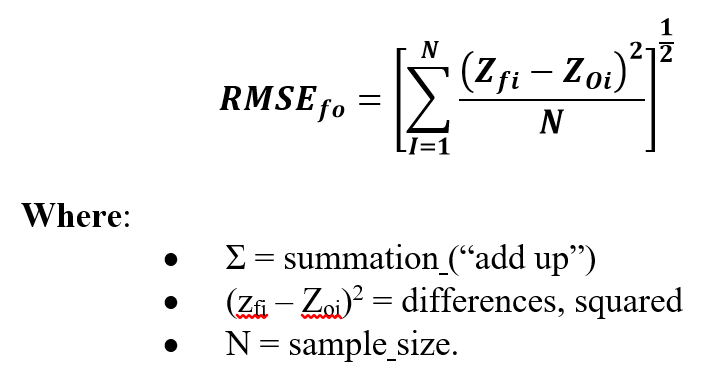 RMSE_fo = [∑_{I=1}^{N} (Z_fi − Z_Oi)² / N]^{1/2}
Where:
• Σ = summation (“add up”)
• (z_fi – Z_oi)² = differences, squared
• N = sample size.